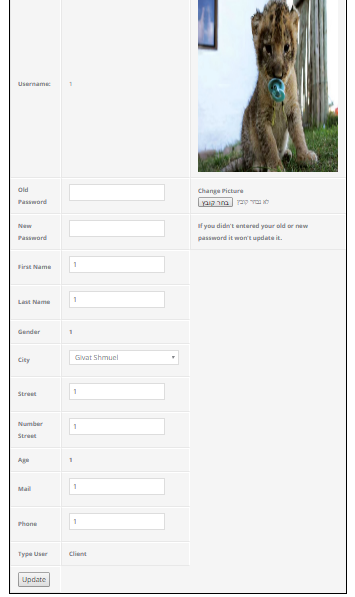 Username: 1
Old Password
Change Picture
בחר קובץ לא נבחר קובץ
New Password
If you didn't entered your old or new
password it won't update it.
First Name 1
Last Name 1
Gender 1
City Givat Shmuel
Street 1
Number Street 1
Age 1
Mail 1
Phone 1
Type User Client
Update